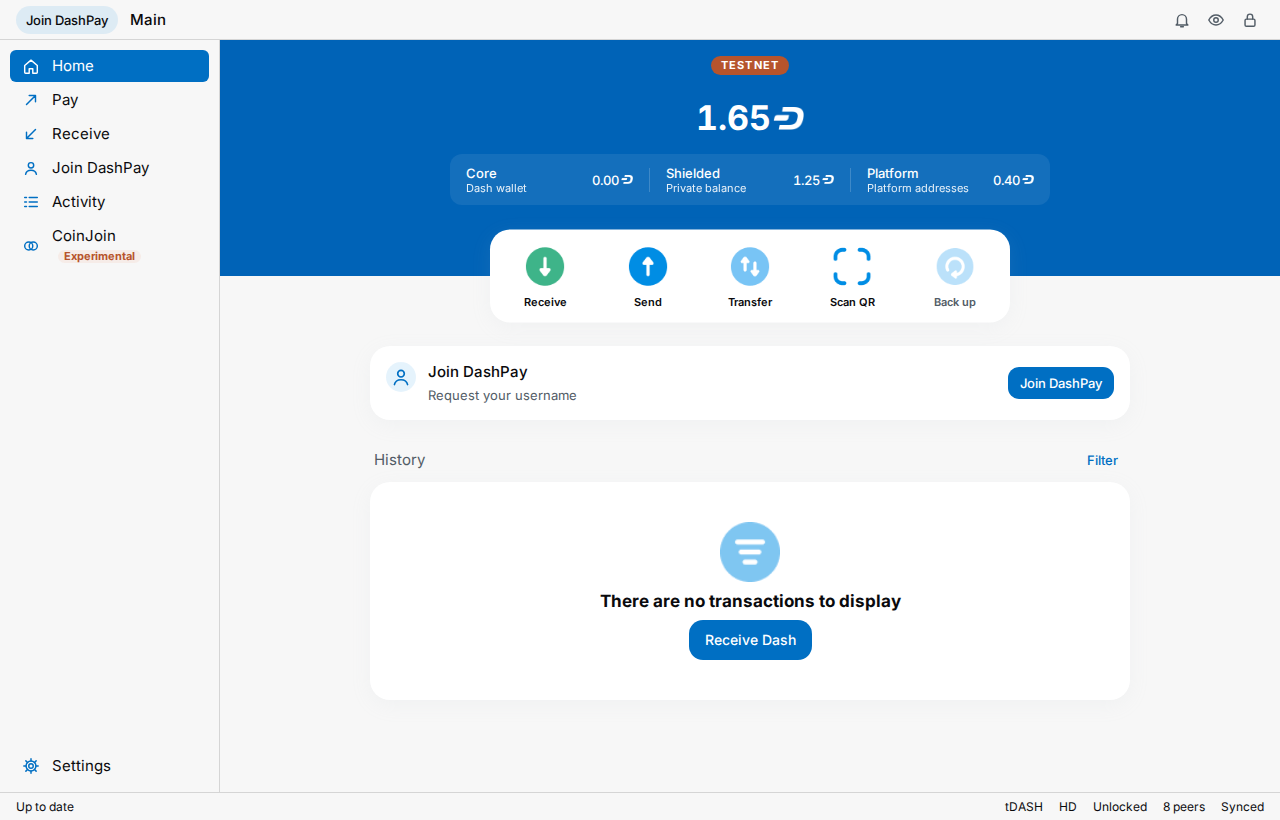 Join DashPay Main
Home
Pay
Receive
Join DashPay
Activity
CoinJoin
Experimental
Settings
TESTNET
1.65
Core 0.00 Shielded 1.25 Platform 0.40
Dash wallet Private balance Platform addresses
Receive Send Transfer Scan QR Back up
Join DashPay
Request your username
Join DashPay
History Filter
There are no transactions to display
Receive Dash
Up to date tDASH HD Unlocked 8 peers Synced